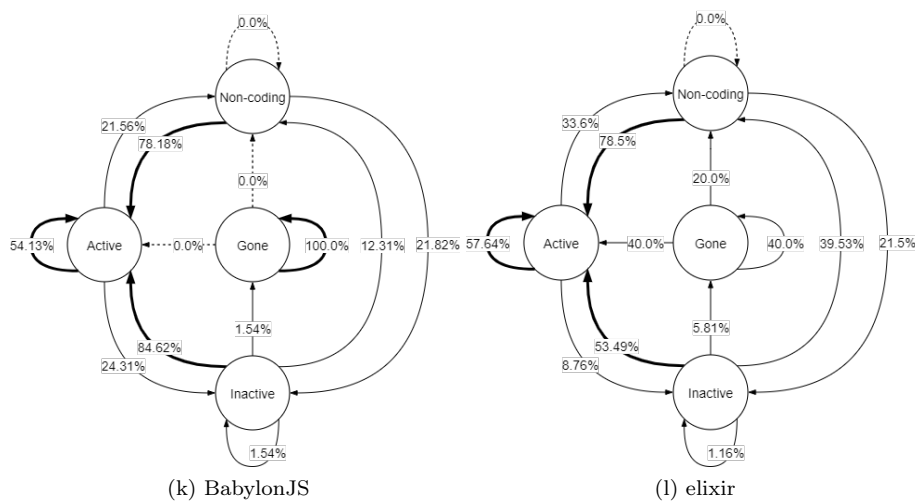 0.0%
Non-coding
21.56%
78.18%
0.0%
54.13%
Active
0.0%
Gone
100.0%
12.31%
21.82%
1.54%
84.62%
24.31%
Inactive
1.54%
(k) BabylonJS
0.0%
Non-coding
33.6%
78.5%
20.0%
57.64%
Active
40.0%
Gone
40.0%
39.53%
21.5%
5.81%
53.49%
8.76%
Inactive
1.16%
(l) elixir